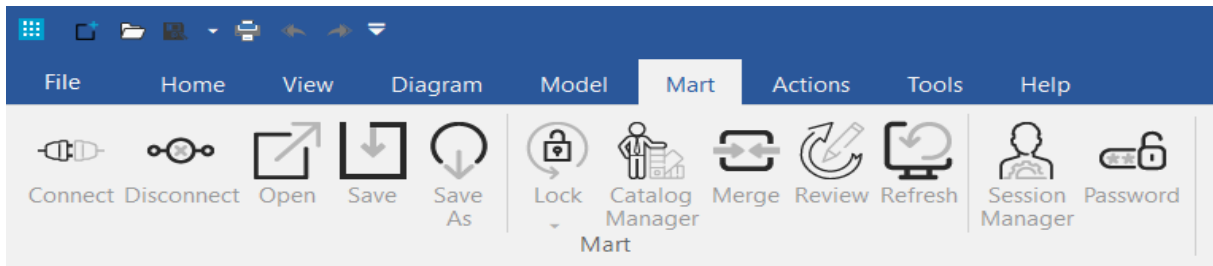 File Home View Diagram Model Mart Actions Tools Help
Connect Disconnect Open Save Save As Lock Catalog Manager Merge Review Refresh Session Manager Password
Mart